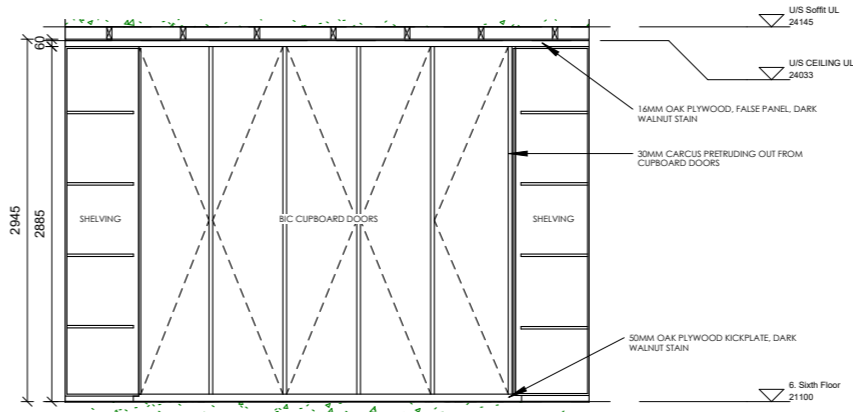 U/S Soffit UL
24145
60
U/S CEILING UL
24033
16MM OAK PLYWOOD, FALSE PANEL, DARK
WALNUT STAIN
30MM CARCUS PRETRUDING OUT FROM
CUPBOARD DOORS
2945
2885
SHELVING
BIC CUPBOARD DOORS
SHELVING
50MM OAK PLYWOOD KICKPLATE, DARK
WALNUT STAIN
6. Sixth Floor
21100